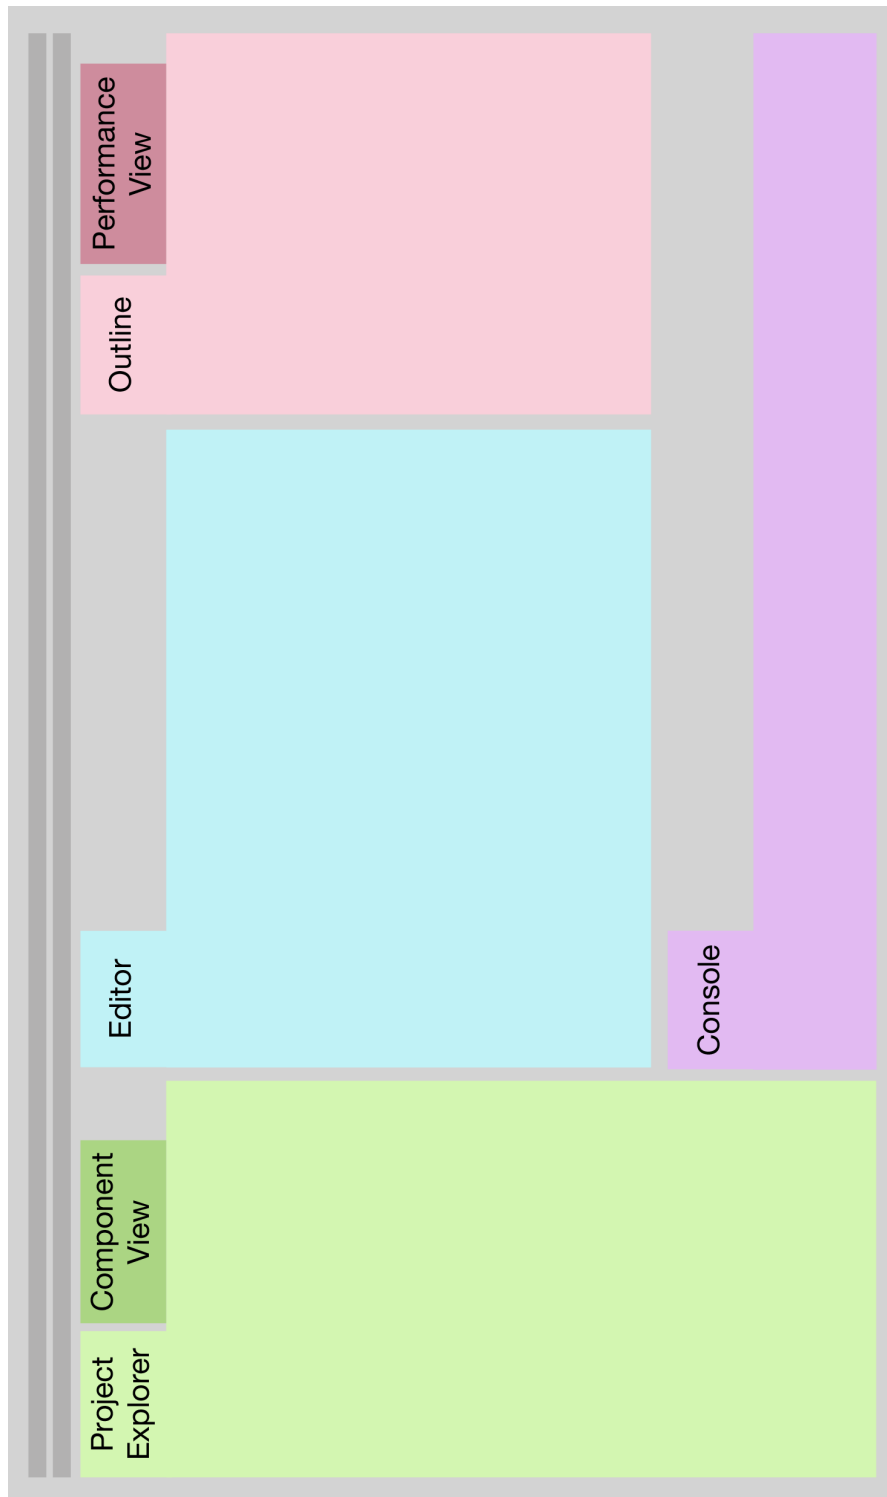 Project
Explorer
Component
View
Editor
Outline
Performance
View
Console